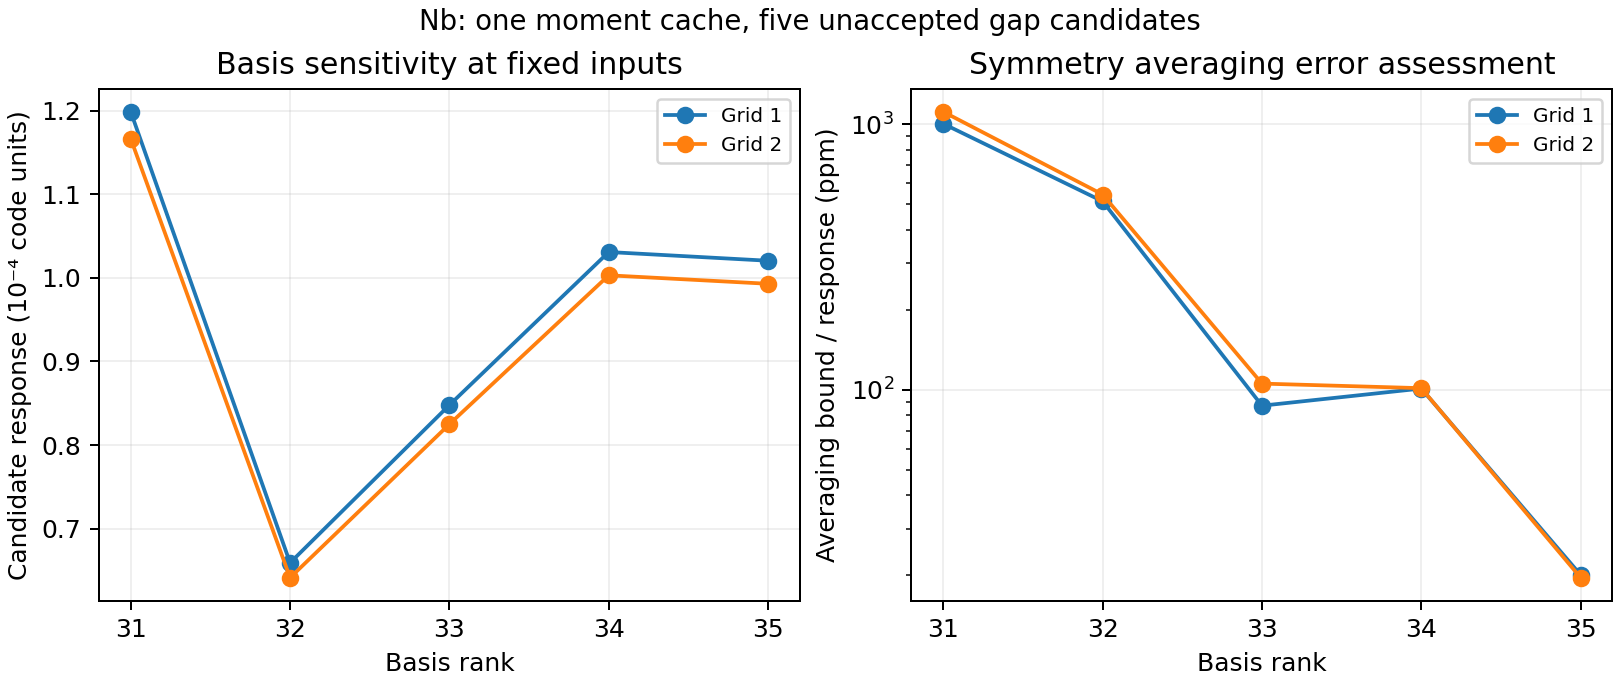 Nb: one moment cache, five unaccepted gap candidates
Basis sensitivity at fixed inputs
Candidate response (10⁻⁴ code units)
1.2
1.1
1.0
0.9
0.8
0.7
Grid 1
Grid 2
31 32 33 34 35
Basis rank
Symmetry averaging error assessment
Averaging bound / response (ppm)
10³
10²
Grid 1
Grid 2
31 32 33 34 35
Basis rank